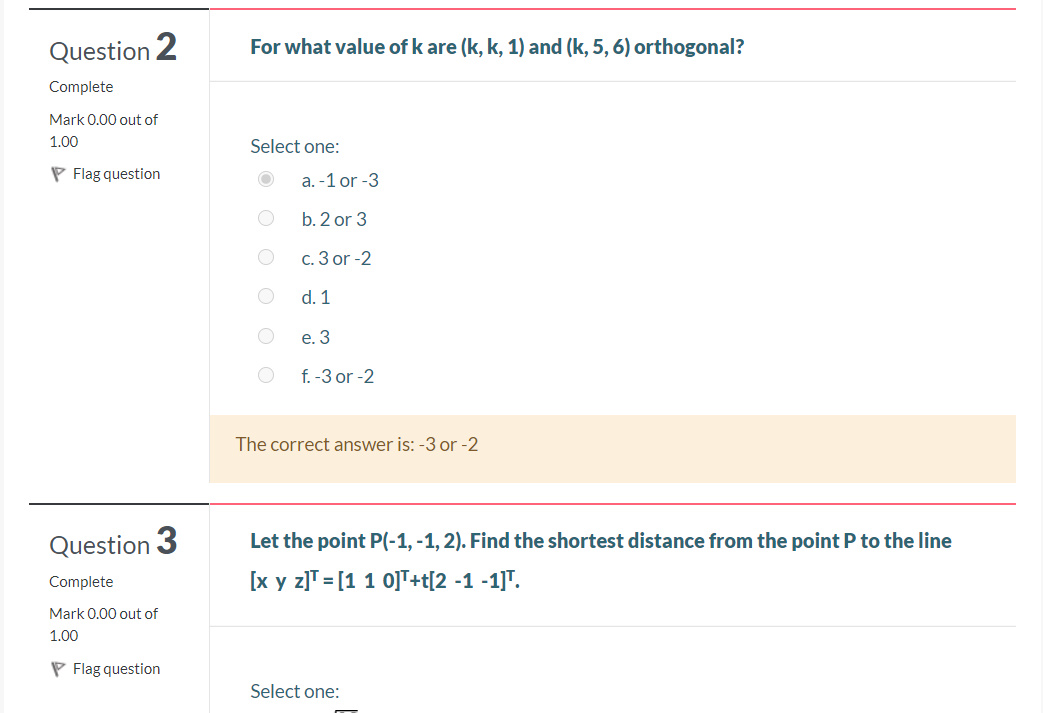 Question 2
Complete
Mark 0.00 out of
1.00
Flag question
For what value of k are (k, k, 1) and (k, 5, 6) orthogonal?
Select one:
a. -1 or -3
b. 2 or 3
c. 3 or -2
d. 1
e. 3
f. -3 or -2
The correct answer is: -3 or -2
Question 3
Complete
Mark 0.00 out of
1.00
Flag question
Let the point P(-1, -1, 2). Find the shortest distance from the point P to the line
[x y z]ᵀ = [1 1 0]ᵀ+t[2 -1 -1]ᵀ.
Select one: